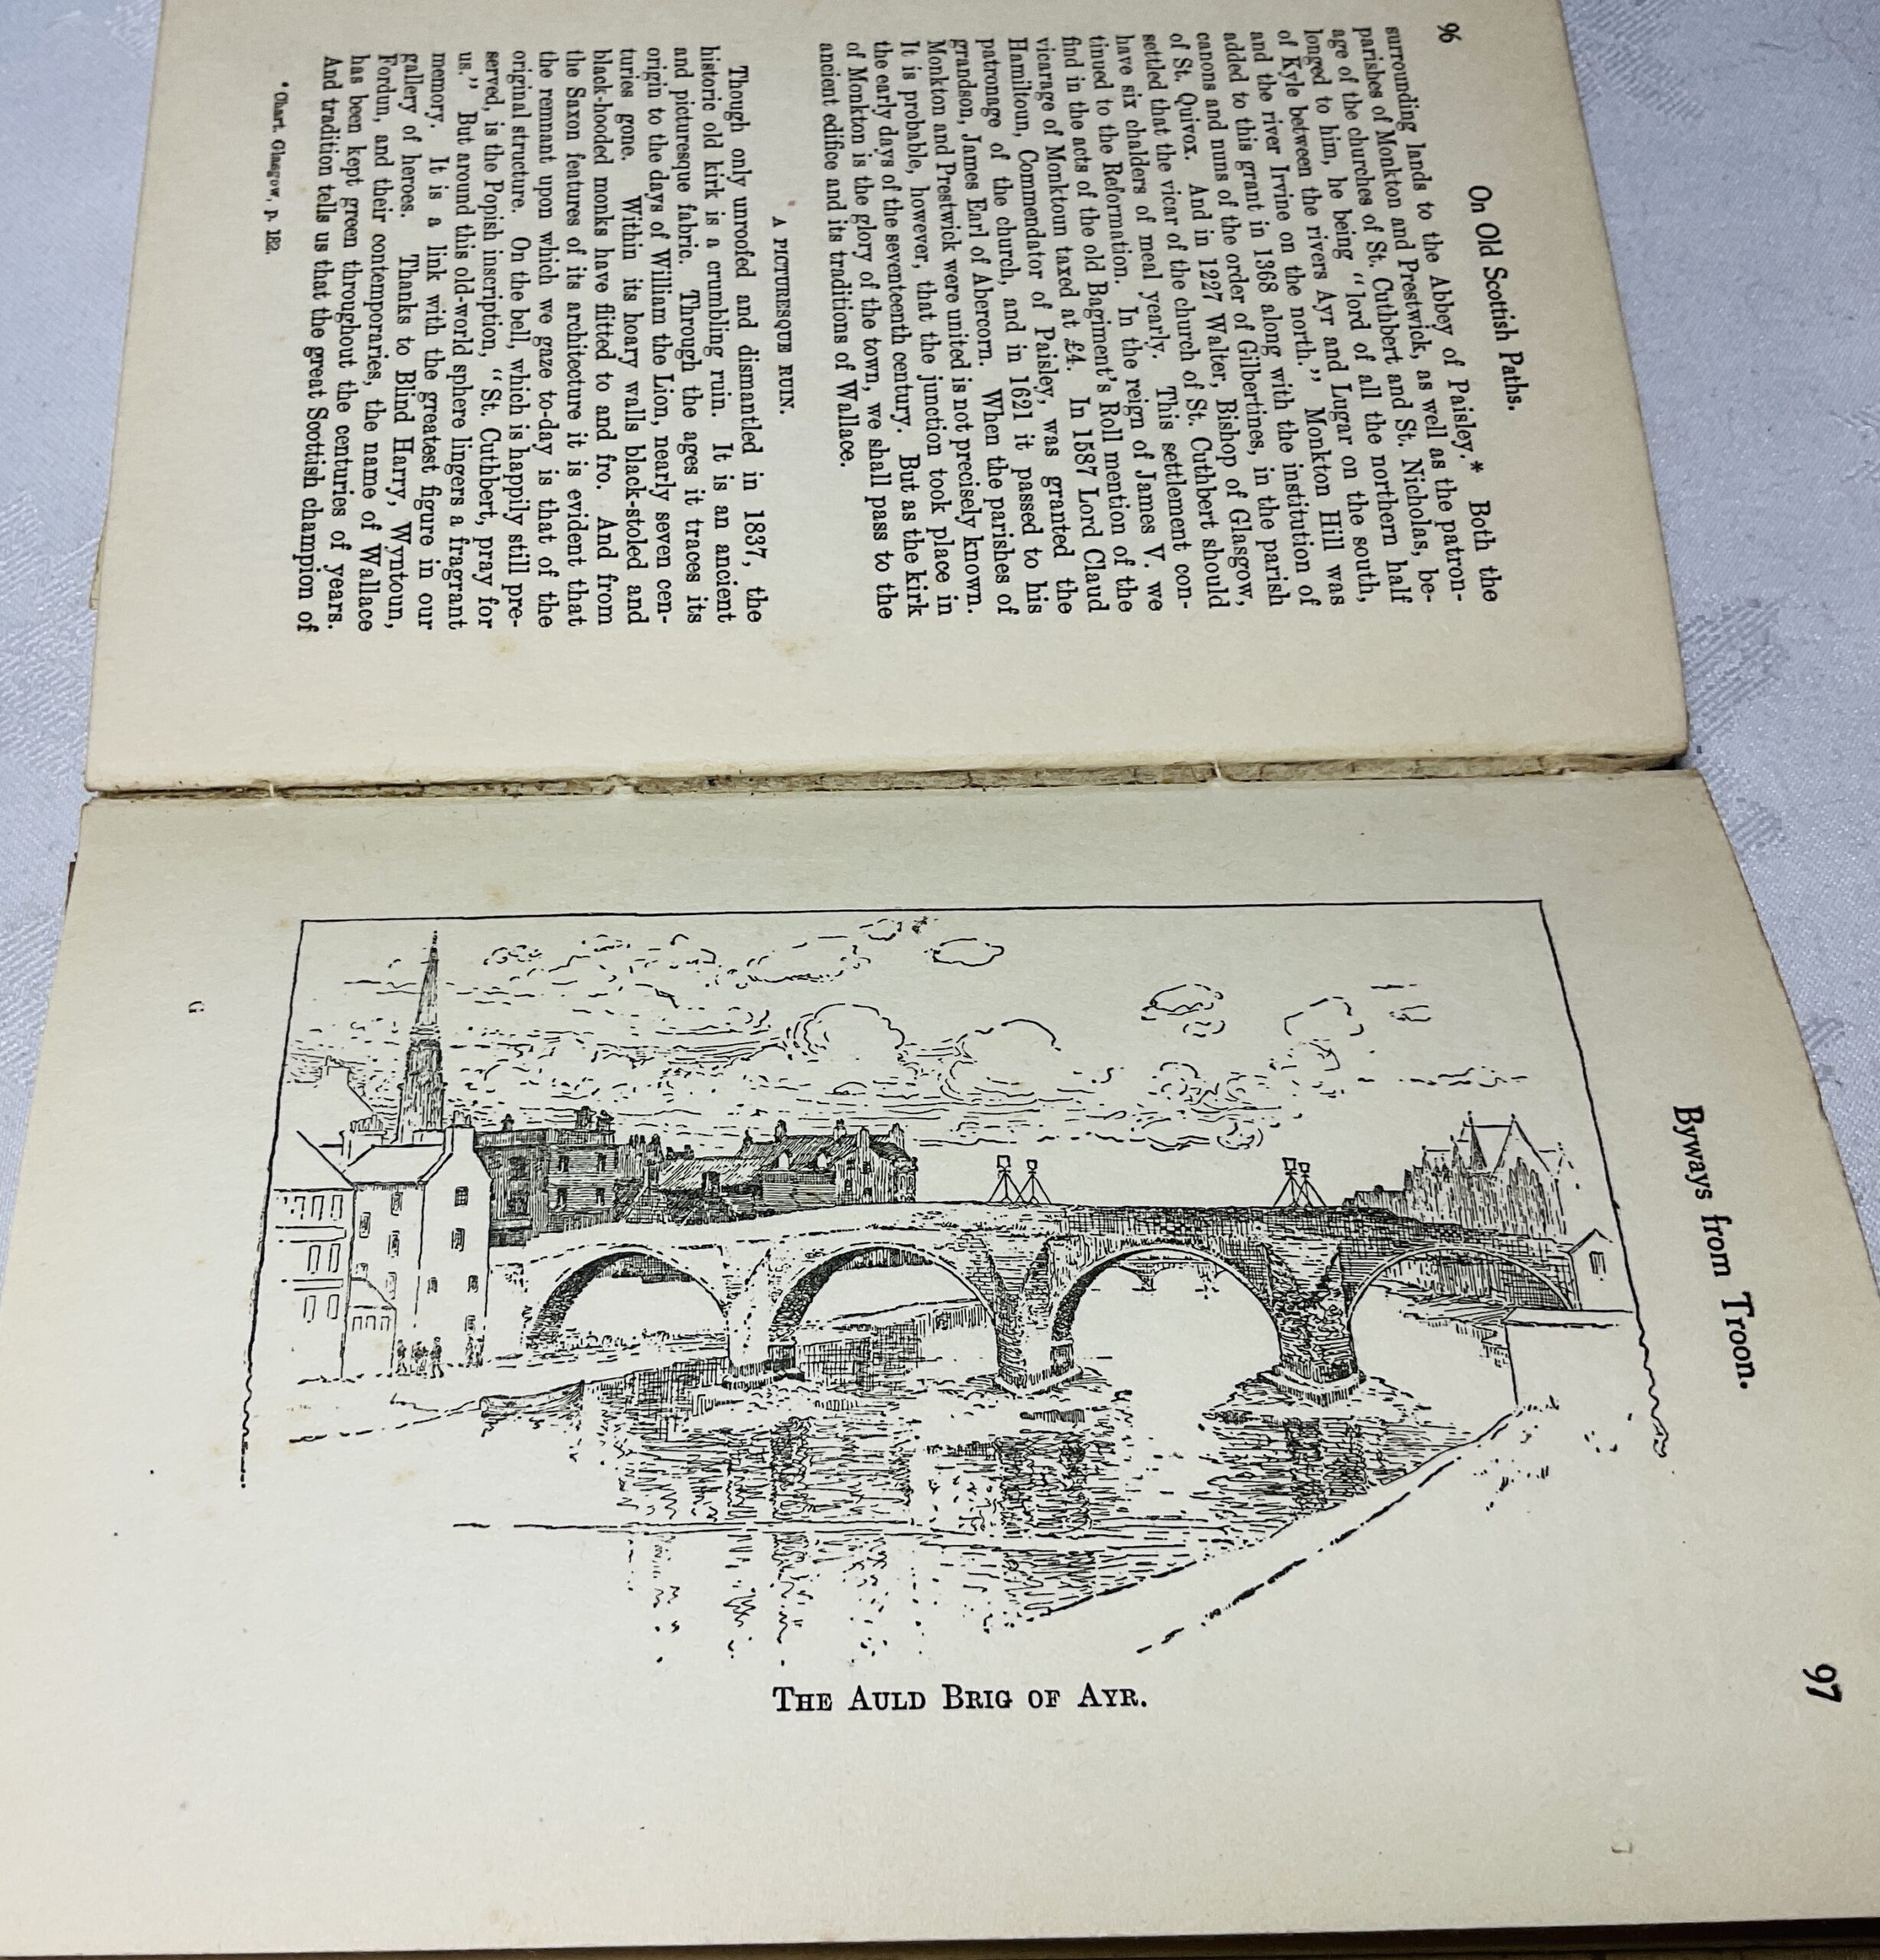 96
On Old Scottish Paths.
surrounding lands to the Abbey of Paisley.* Both the
parishes of Monkton and Prestwick, as well as the patron-
age of the churches of St. Cuthbert and St. Nicholas, be-
longed to him, he being "lord of all the northern half
of Kyle between the rivers Ayr and Lugar on the south,
and the river Irvine on the north." Monkton Hill was
added to this grant in 1368 along with the institution of
canons and nuns of the order of Gilbertines, in the parish
of St. Quivox. And in 1227 Walter, Bishop of Glasgow,
settled that the vicar of the church of St. Cuthbert should
have six chalders of meal yearly. This settlement con-
tinued to the Reformation. In the reign of James V. we
find in the acts of the old Bagiment's Roll mention of the
vicarage of Monktoun taxed at £4. In 1587 Lord Claud
Hamiltoun, Commendator of Paisley, was granted the
patronage of the church, and in 1621 it passed to his
grandson, James Earl of Abercorn. When the parishes of
Monkton and Prestwick were united is not precisely known.
It is probable, however, that the junction took place in
the early days of the seventeenth century. But as the kirk
of Monkton is the glory of the town, we shall pass to the
ancient edifice and its traditions of Wallace.
A PICTURESQUE RUIN.
Though only unroofed and dismantled in 1837, the
historic old kirk is a crumbling ruin. It is an ancient
and picturesque fabric. Through the ages it traces its
origin to the days of William the Lion, nearly seven cen-
turies gone. Within its hoary walls black-stoled and
black-hooded monks have flitted to and fro. And from
the Saxon features of its architecture it is evident that
the remnant upon which we gaze to-day is that of the
original structure. On the bell, which is happily still pre-
served, is the Popish inscription, "St. Cuthbert, pray for
us." But around this old-world sphere lingers a fragrant
memory. It is a link with the greatest figure in our
gallery of heroes. Thanks to Blind Harry, Wyntoun,
Fordun, and their contemporaries, the name of Wallace
has been kept green throughout the centuries of years.
And tradition tells us that the great Scottish champion of
* Chart. Glasgow, p. 182.
Byways from Troon.
97
THE AULD BRIG OF AYR.
G